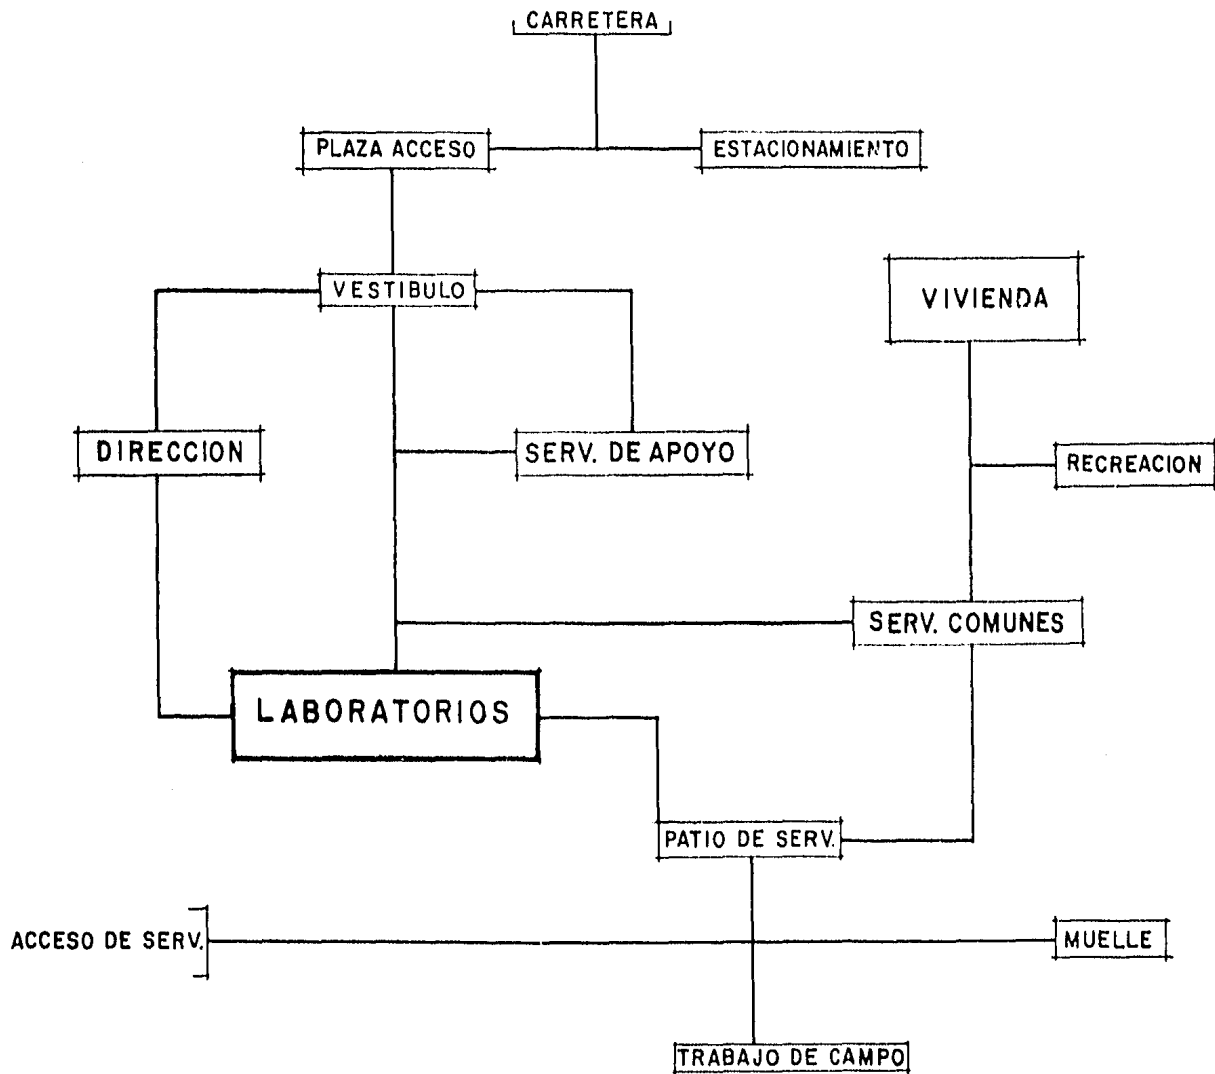 CARRETERA
PLAZA ACCESO
ESTACIONAMIENTO
VESTIBULO
VIVIENDA
DIRECCION
SERV. DE APOYO
RECREACION
SERV. COMUNES
LABORATORIOS
PATIO DE SERV.
ACCESO DE SERV.
MUELLE
TRABAJO DE CAMPO